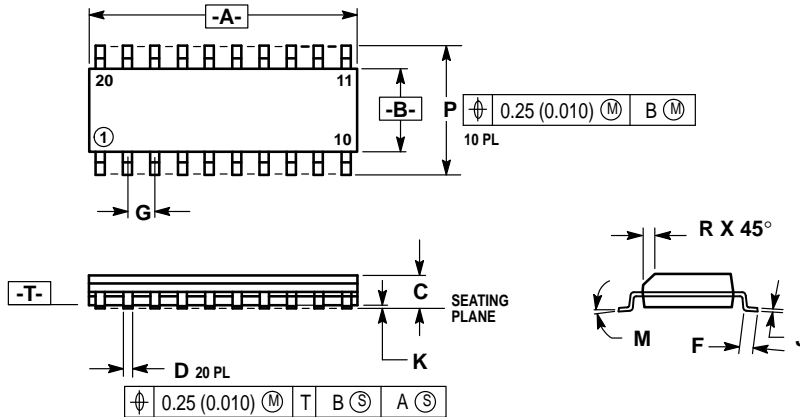 -A-
20 11
-B- P ⌖ 0.25 (0.010) Ⓜ B Ⓜ
10 PL
① 10
G
R X 45°
-T-
C SEATING
PLANE
K
M F J
D 20 PL
⌖ 0.25 (0.010) Ⓜ T B Ⓢ A Ⓢ